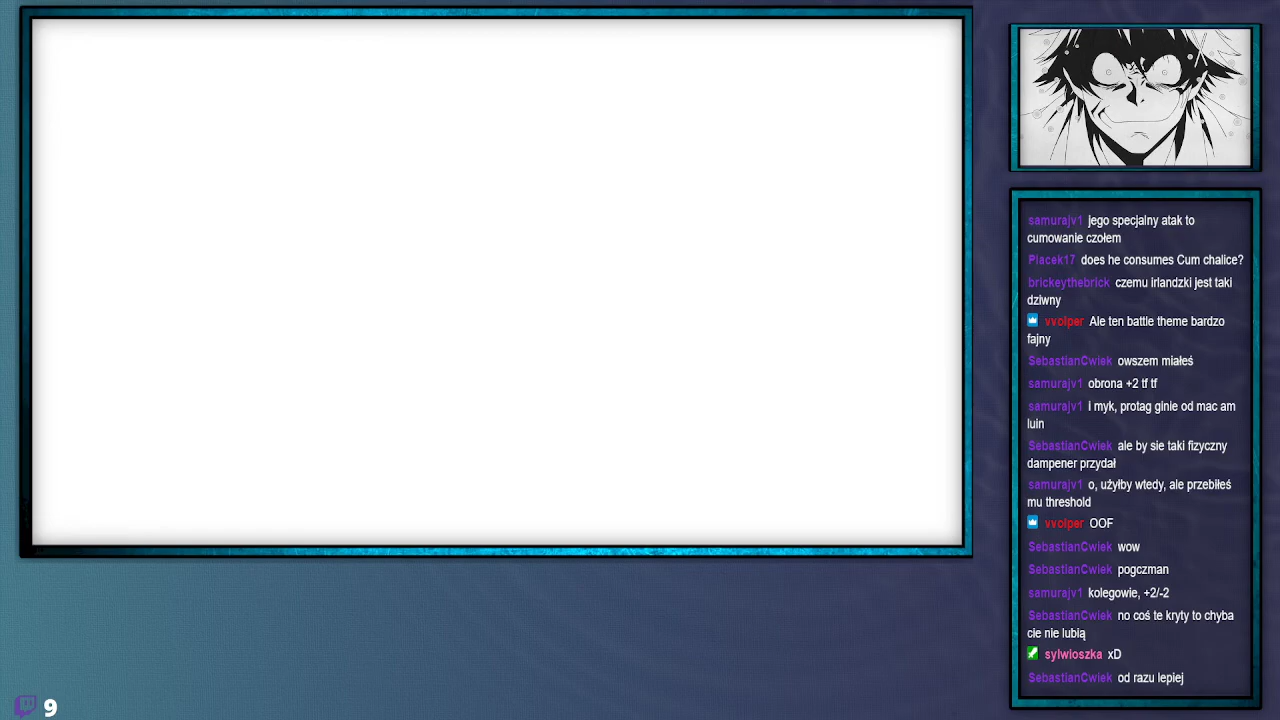 samurajv1 jego specjalny atak to
cumowanie czołem
Placek17 does he consumes Cum chalice?
brickeythebrick czemu irlandzki jest taki
dziwny
vvolper Ale ten battle theme bardzo
fajny
SebastianCwiek owszem miałeś
samurajv1 obrona +2 tf tf
samurajv1 I myk, protag ginie od mac am
luin
SebastianCwiek ale by sie taki fizyczny
dampener przydał
samurajv1 o, użyłby wtedy, ale przebiłeś
mu threshold
vvolper OOF
SebastianCwiek wow
SebastianCwiek pogczman
samurajv1 kolegowie, +2/-2
SebastianCwiek no coś te kryty to chyba
cie nie lubią
sylwioszka xD
SebastianCwiek od razu lepiej
9